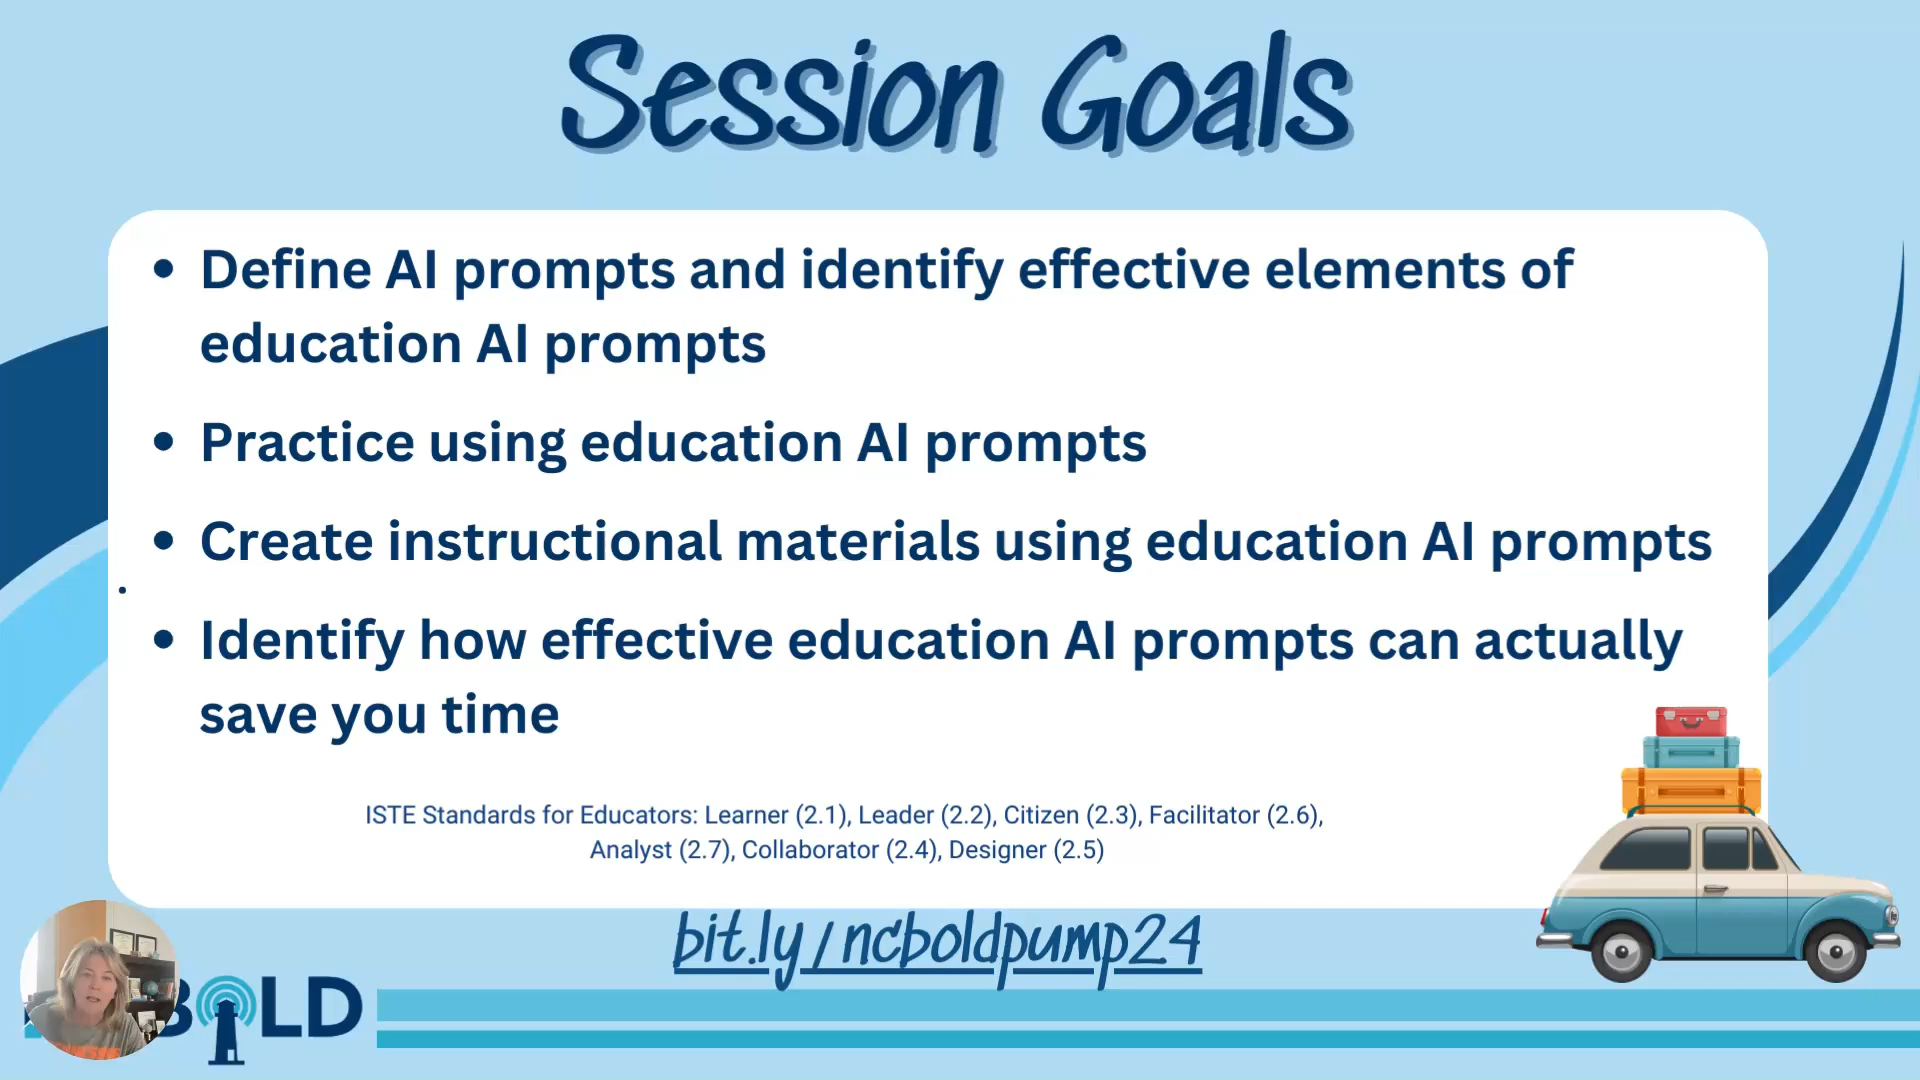 Session Goals
• Define AI prompts and identify effective elements of
education AI prompts
• Practice using education AI prompts
• Create instructional materials using education AI prompts
• Identify how effective education AI prompts can actually
save you time
ISTE Standards for Educators: Learner (2.1), Leader (2.2), Citizen (2.3), Facilitator (2.6),
Analyst (2.7), Collaborator (2.4), Designer (2.5)
bit.ly/ncboldpump24
BOLD